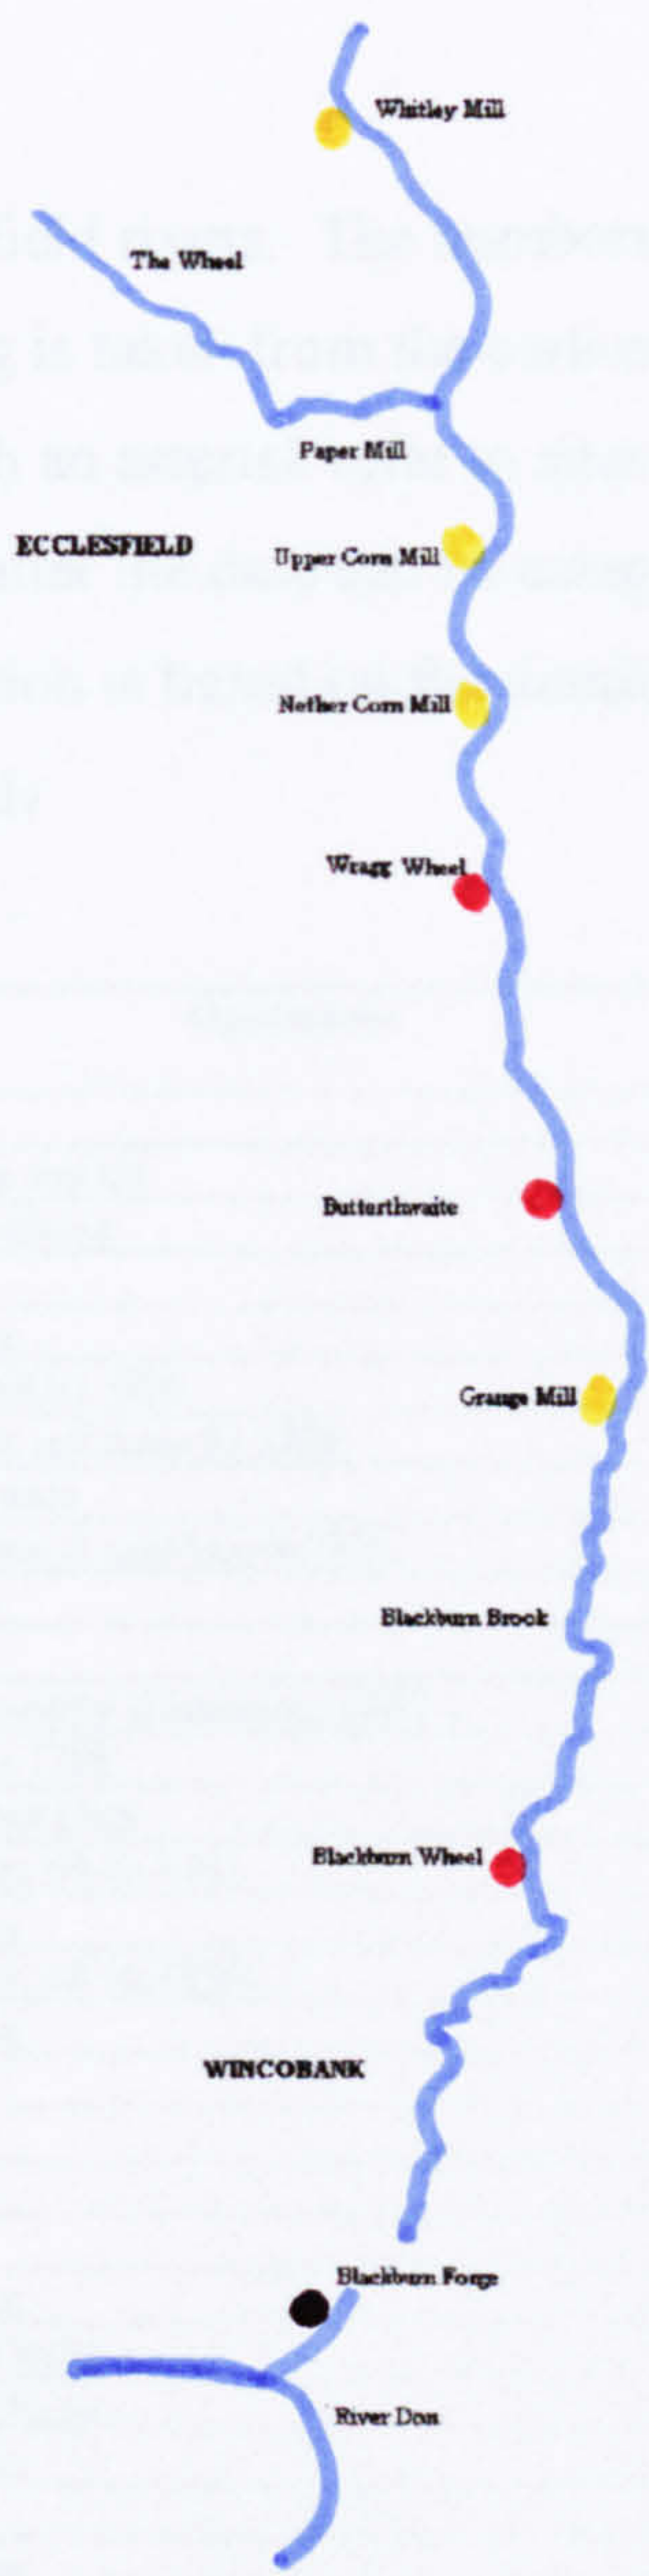 Whitley Mill
The Wheel
Paper Mill
ECCLESFIELD
Upper Corn Mill
Nether Corn Mill
Wragg Wheel
Butterthwaite
Grange Mill
Blackburn Brook
Blackburn Wheel
WINCOBANK
Blackburn Forge
River Don